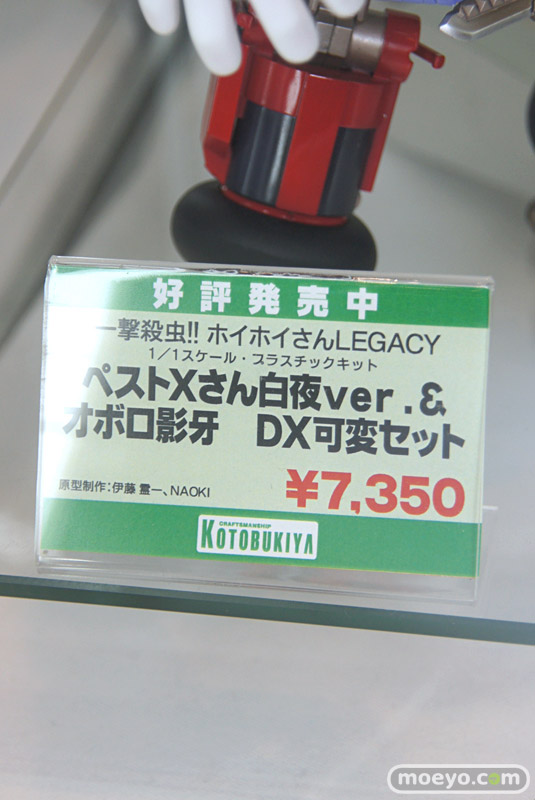 好評発売中
一撃殺虫!! ホイホイさんLEGACY
1/1スケール・プラスチックキット
ペストXさん白夜ver.&
オボロ影牙 DX可変セット
原型制作:伊藤 霊一、NAOKI
¥7,350
CRAFTSMANSHIP
KOTOBUKIYA
moeyo.com